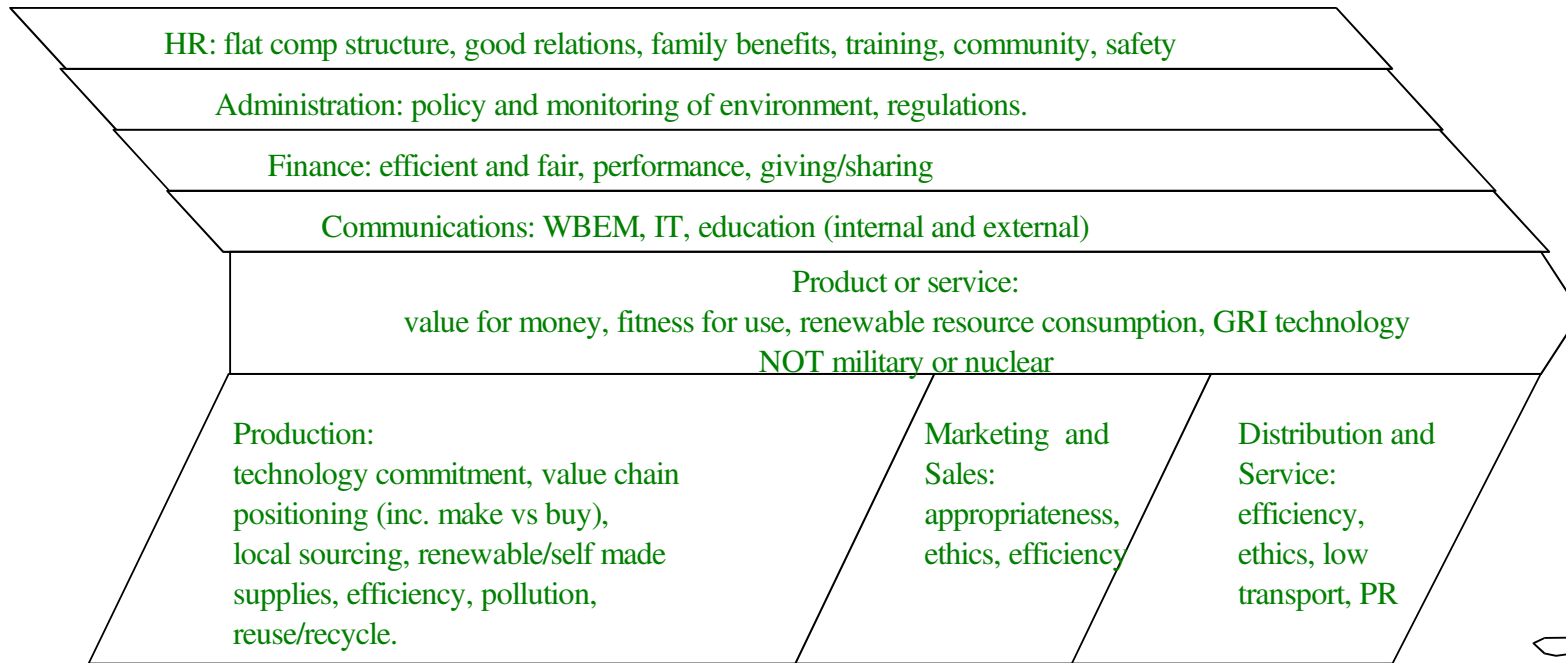 HR: flat comp structure, good relations, family benefits, training, community, safety
Administration: policy and monitoring of environment, regulations.
Finance: efficient and fair, performance, giving/sharing
Communications: WBEM, IT, education (internal and external)
Product or service:
value for money, fitness for use, renewable resource consumption, GRI technology
NOT military or nuclear
Production:
technology commitment, value chain
positioning (inc. make vs buy),
local sourcing, renewable/self made
supplies, efficiency, pollution,
reuse/recycle.
Marketing and
Sales:
appropriateness,
ethics, efficiency
Distribution and
Service:
efficiency,
ethics, low
transport, PR